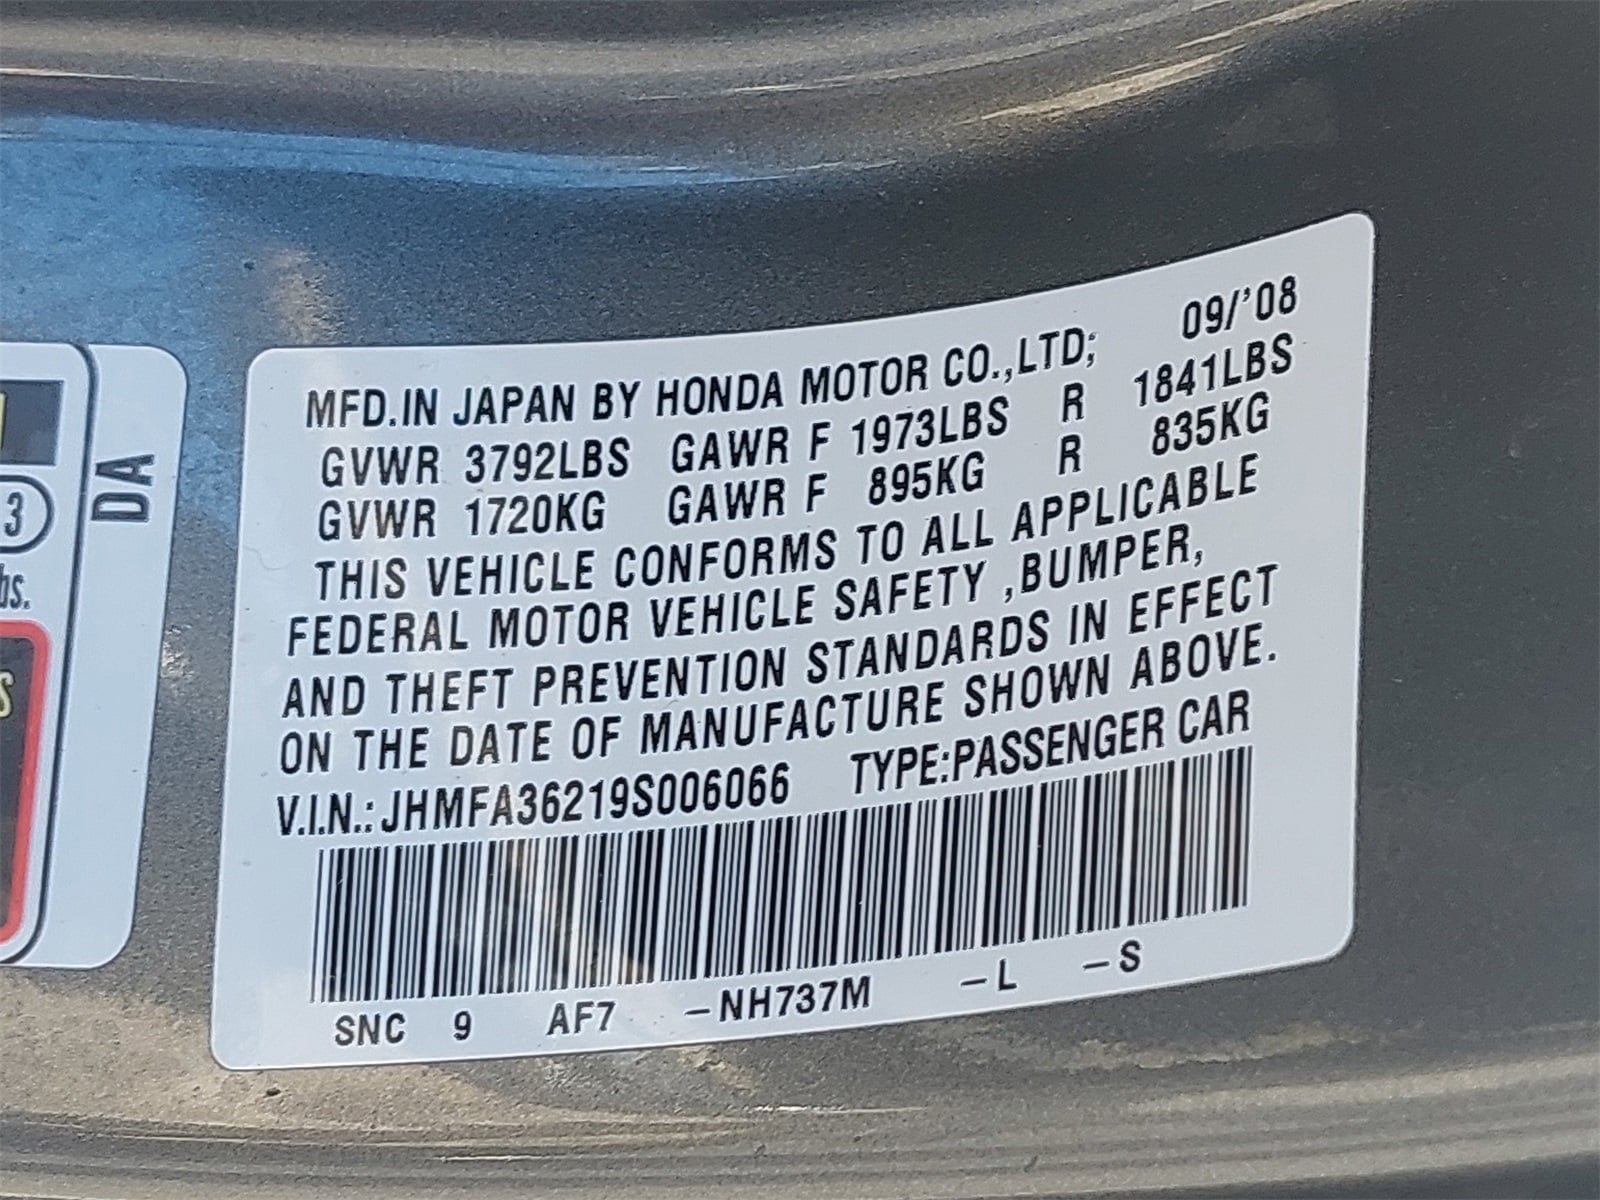 MFD.IN JAPAN BY HONDA MOTOR CO.,LTD; 09/'08
GVWR 3792LBS GAWR F 1973LBS R 1841LBS
GVWR 1720KG GAWR F 895KG R 835KG
THIS VEHICLE CONFORMS TO ALL APPLICABLE
FEDERAL MOTOR VEHICLE SAFETY ,BUMPER,
AND THEFT PREVENTION STANDARDS IN EFFECT
ON THE DATE OF MANUFACTURE SHOWN ABOVE.
V.I.N.: JHMFA36219S006066 TYPE:PASSENGER CAR
SNC 9 AF7 -NH737M -L -S
DA
3